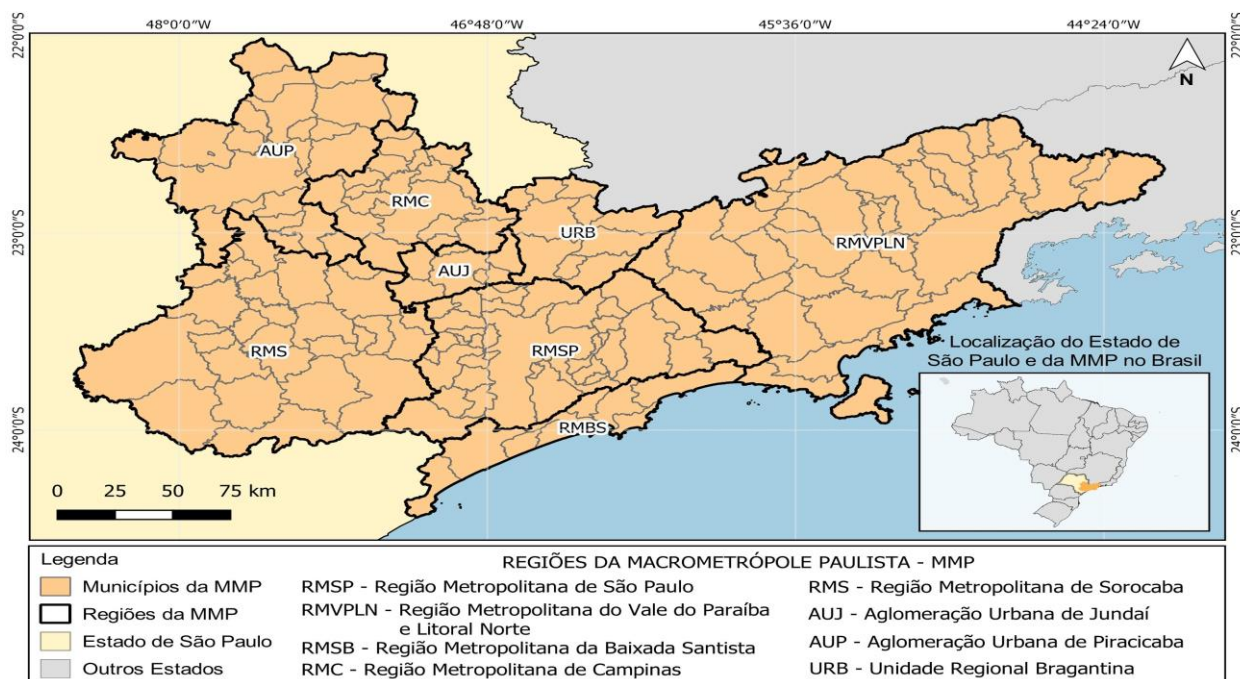 48°0'0"W 46°48'0"W 45°36'0"W 44°24'0"W
22°0'0"S 22°0'0"S
N
AUP
RMC
URB
23°0'0"S 23°0'0"S
RMVPLN
AUJ
RMS
RMSP
Localização do Estado de
São Paulo e da MMP no Brasil
RMBS
24°0'0"S 24°0'0"S
0 25 50 75 km
Legenda
Municípios da MMP
Regiões da MMP
Estado de São Paulo
Outros Estados
REGIÕES DA MACROMETRÓPOLE PAULISTA - MMP
RMSP - Região Metropolitana de São Paulo
RMVPLN - Região Metropolitana do Vale do Paraíba
e Litoral Norte
RMSB - Região Metropolitana da Baixada Santista
RMC - Região Metropolitana de Campinas
RMS - Região Metropolitana de Sorocaba
AUJ - Aglomeração Urbana de Jundaí
AUP - Aglomeração Urbana de Piracicaba
URB - Unidade Regional Bragantina